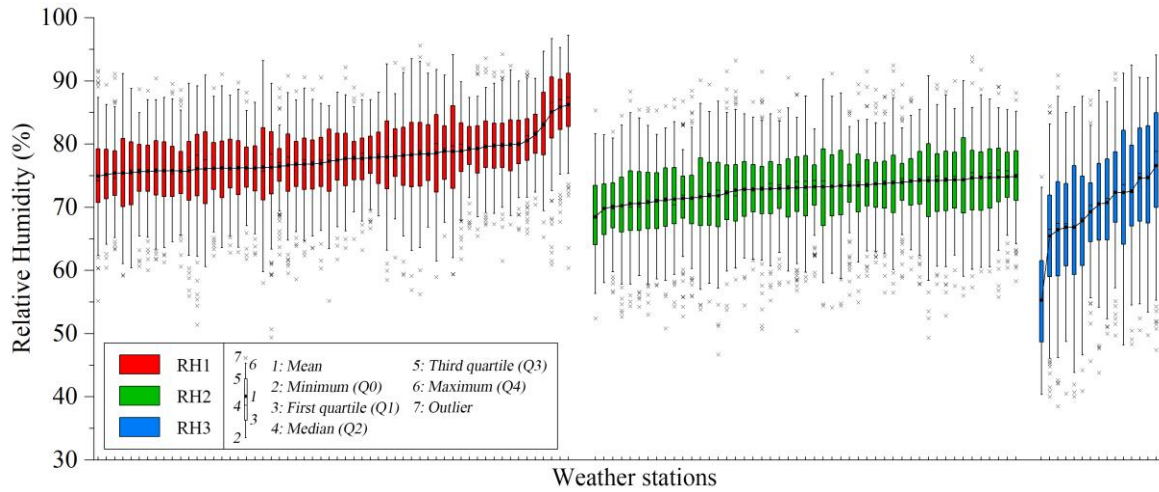 Relative Humidity (%)
100
90
80
70
60
50
40
30
RH1
RH2
RH3
7
6
5
1
4
3
2
1: Mean
2: Minimum (Q0)
3: First quartile (Q1)
4: Median (Q2)
5: Third quartile (Q3)
6: Maximum (Q4)
7: Outlier
Weather stations